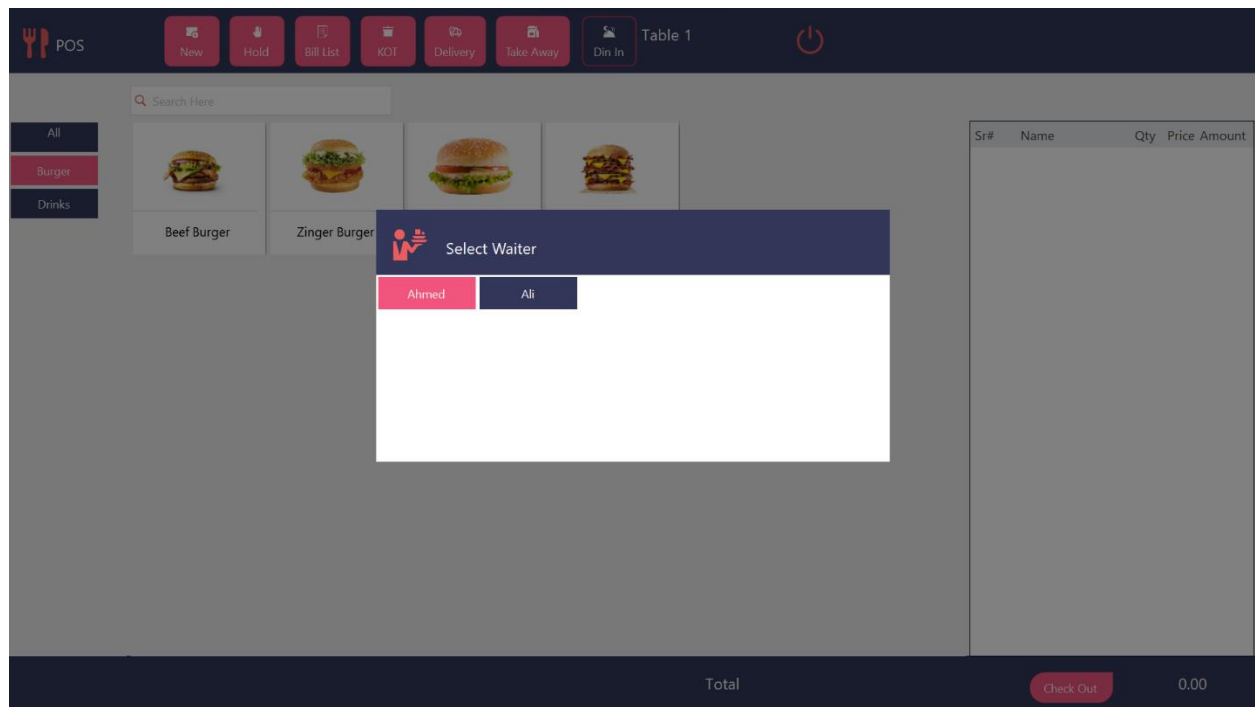 POS
New
Hold
Bill List
KOT
Delivery
Take Away
Din In
Table 1
Search Here
All
Burger
Drinks
Beef Burger
Zinger Burger
Sr# Name Qty Price Amount
Select Waiter
Ahmed
Ali
Total
Check Out
0.00